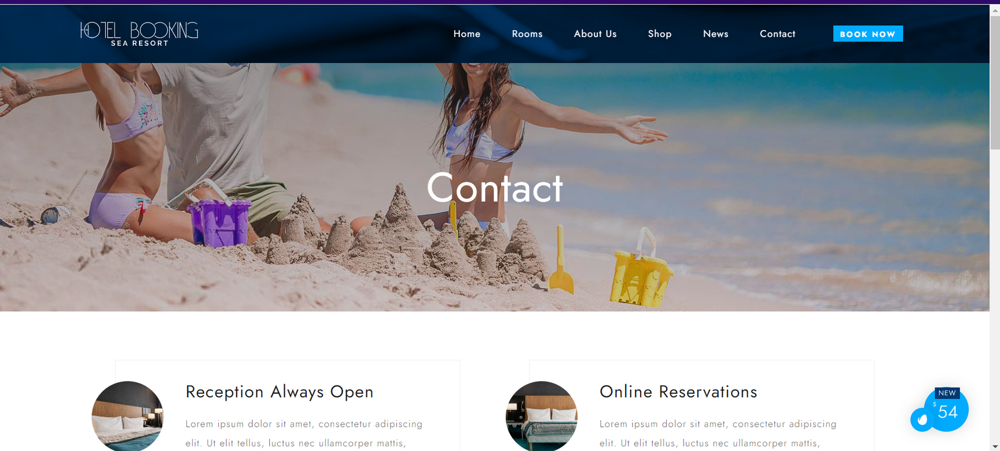 HOTEL BOOKING
SEA RESORT
Home Rooms About Us Shop News Contact BOOK NOW
Contact
Reception Always Open
Lorem ipsum dolor sit amet, consectetur adipiscing
elit. Ut elit tellus, luctus nec ullamcorper mattis,
Online Reservations
Lorem ipsum dolor sit amet, consectetur adipiscing
elit. Ut elit tellus, luctus nec ullamcorper mattis,
NEW
$54